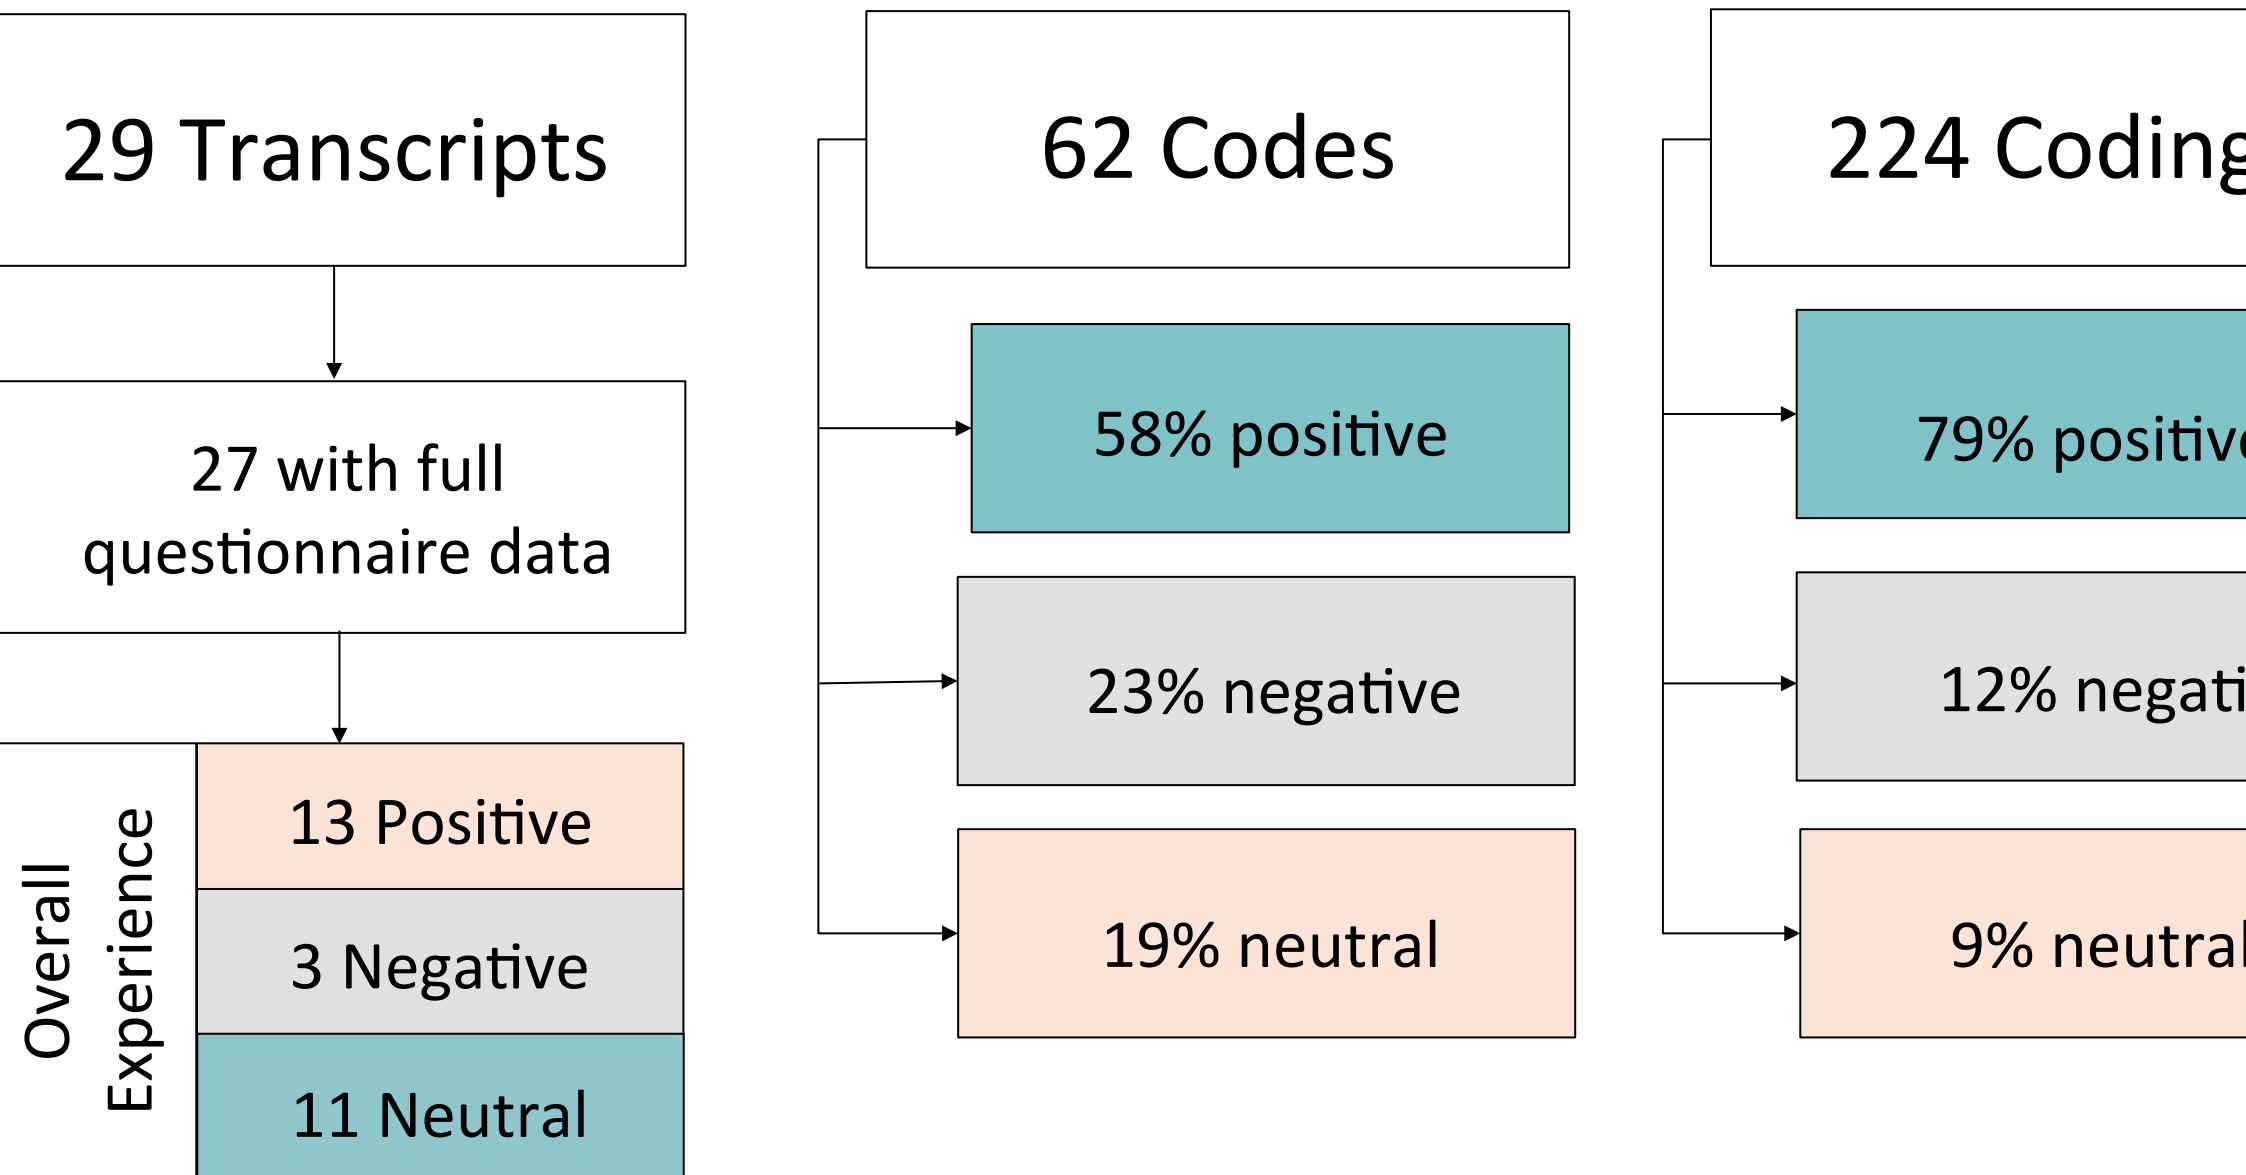 29 Transcripts
27 with full
questionnaire data
Overall
Experience
13 Positive
3 Negative
11 Neutral
62 Codes
58% positive
23% negative
19% neutral
224 Coding
79% positive
12% negati
9% neutral